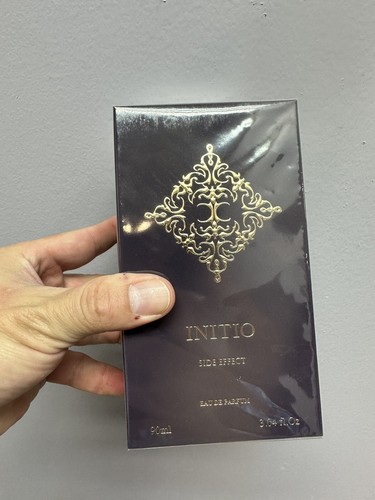 INITIO
SIDE EFFECT
EAU DE PARFUM
90ml 3.04 fl.Oz